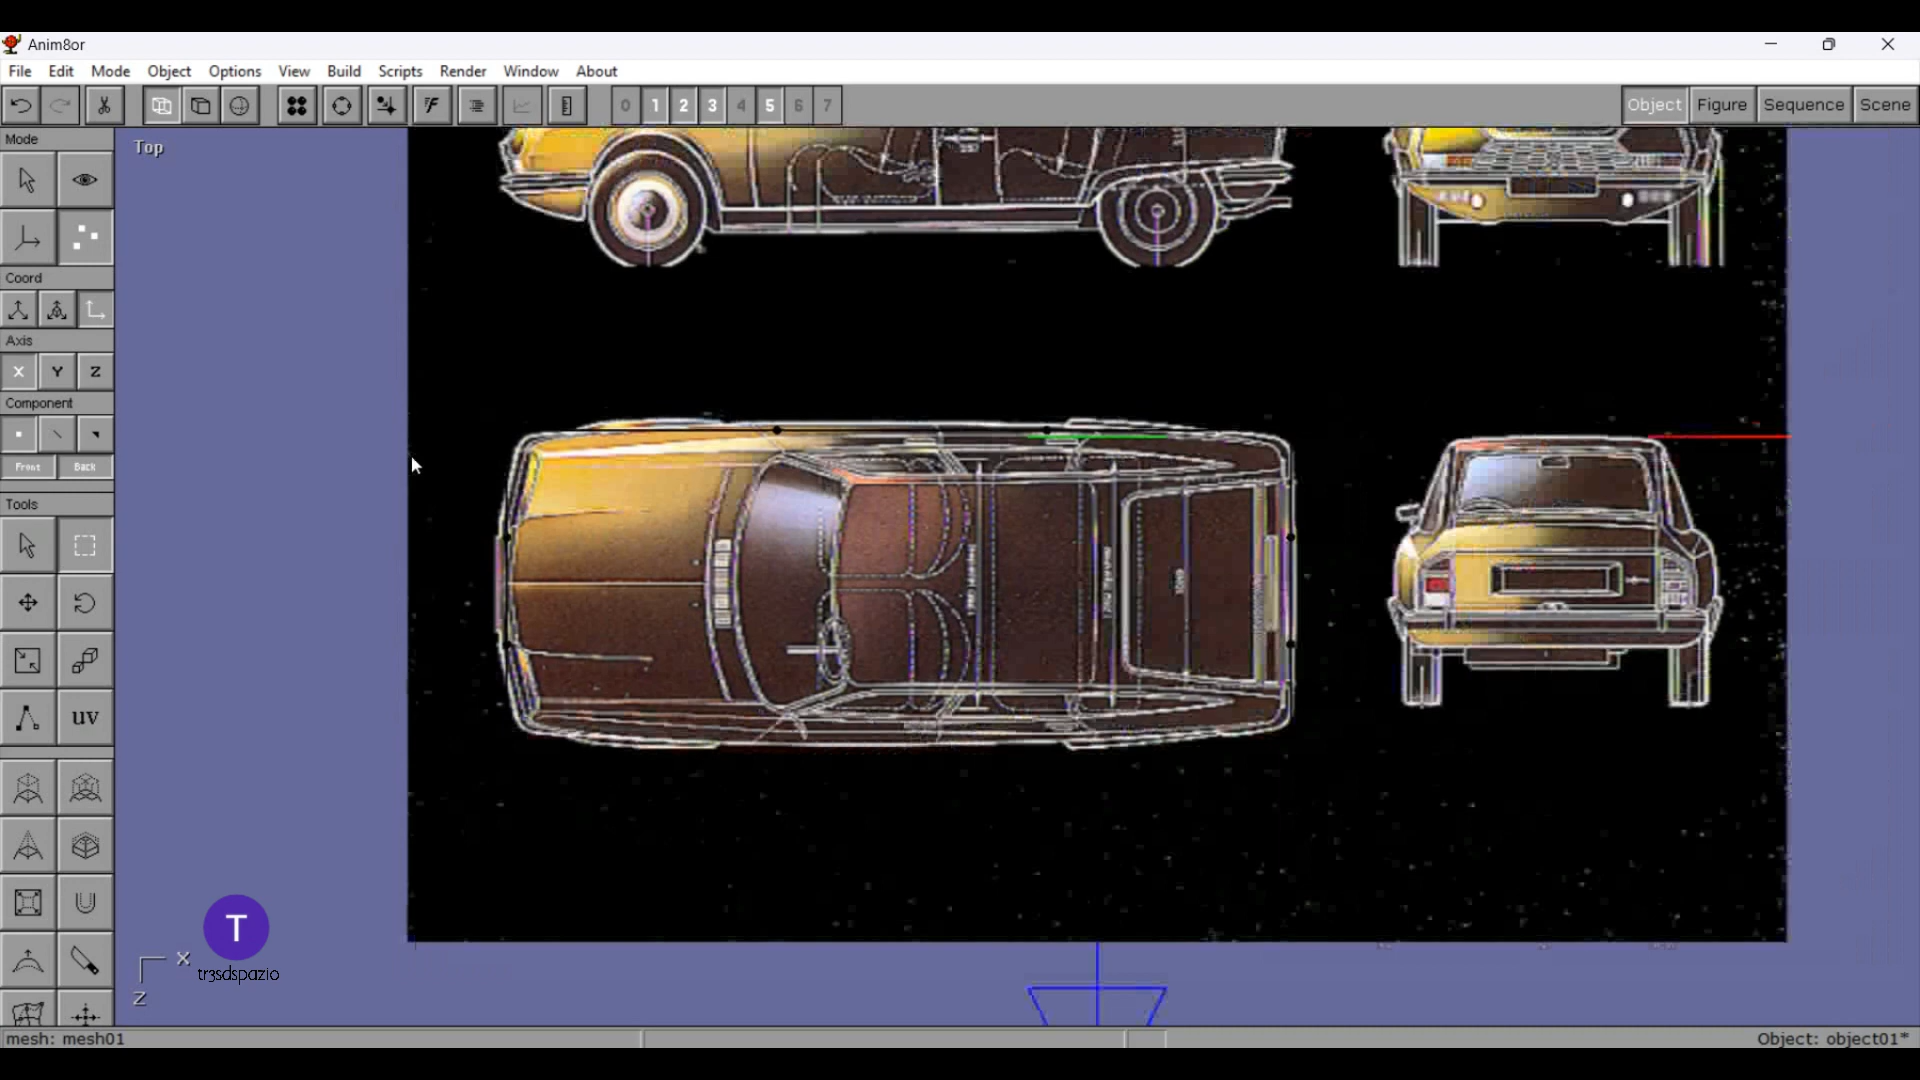 Anim8or
File Edit Mode Object Options View Build Scripts Render Window About
0 1 2 3 4 5 6 7
Object Figure Sequence Scene
Mode
Top
Coord
Axis
X Y Z
Component
Front Back
Tools
UV
T
tr3sdspazio
X
Z
mesh: mesh01
Object: object01*